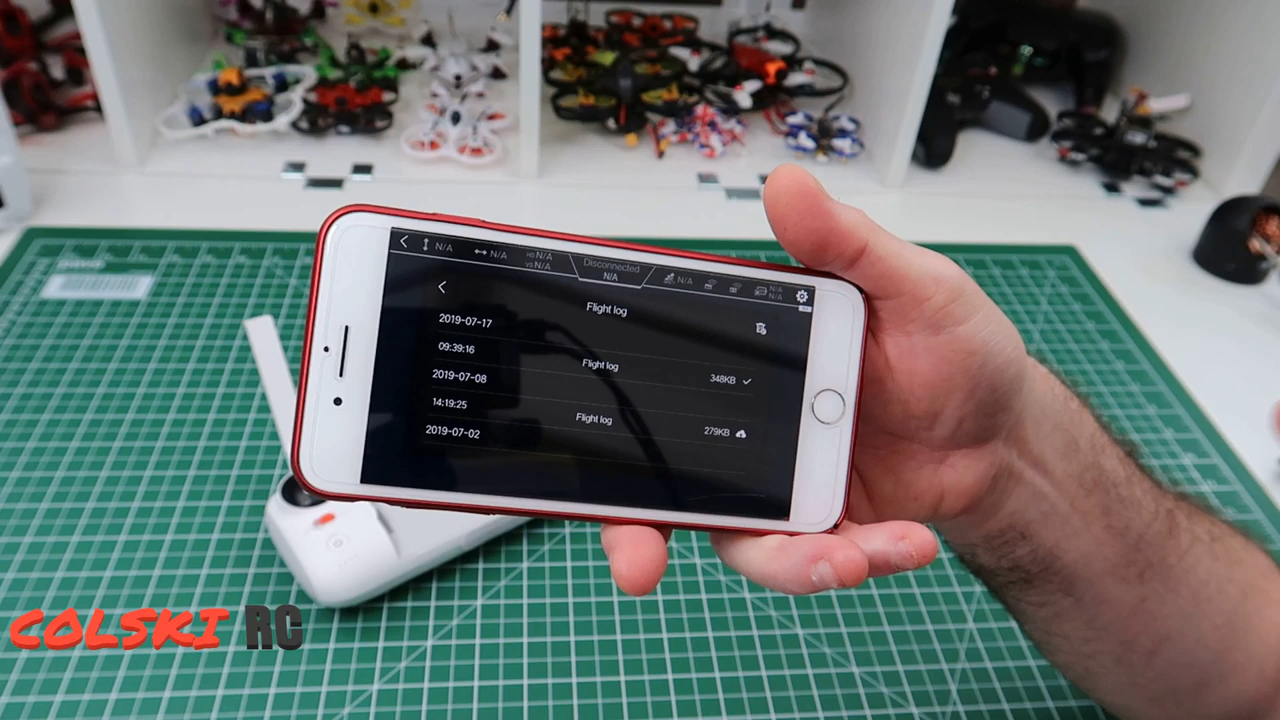 N/A
N/A
HS N/A
VS N/A
Disconnected
N/A
N/A
N/A
N/A
Flight log
2019-07-17
09:39:16
Flight log
348KB
2019-07-08
14:19:25
Flight log
279KB
2019-07-02
COLSKI RC